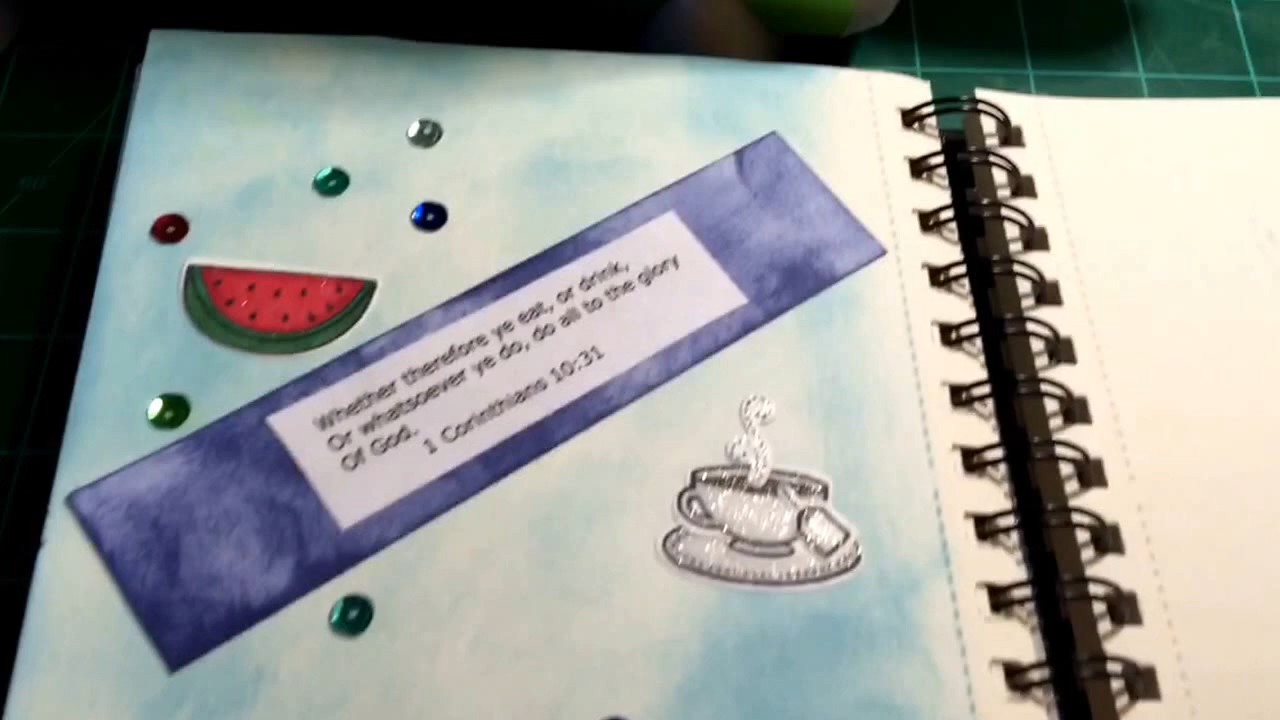 Whether therefore ye eat, or drink,
Or whatsoever ye do, do all to the glory
Of God.
1 Corinthians 10:31